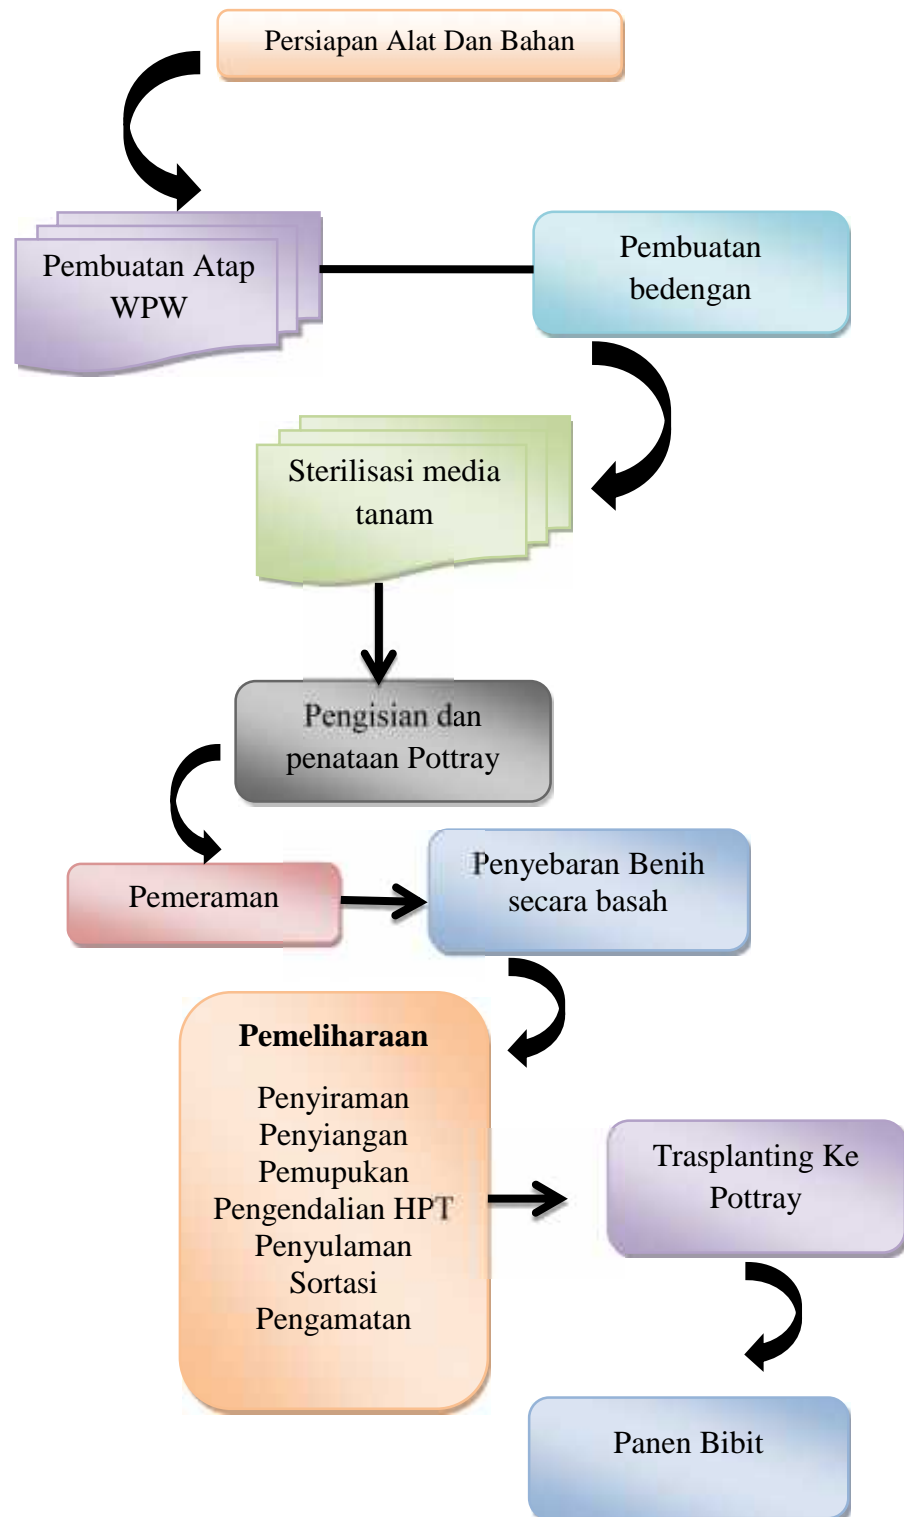 Persiapan Alat Dan Bahan
Pembuatan Atap
WPW
Pembuatan
bedengan
Sterilisasi media
tanam
Pengisian dan
penataan Pottray
Pemeraman
Penyebaran Benih
secara basah
Pemeliharaan
Penyiraman
Penyiangan
Pemupukan
Pengendalian HPT
Penyulaman
Sortasi
Pengamatan
Trasplanting Ke
Pottray
Panen Bibit